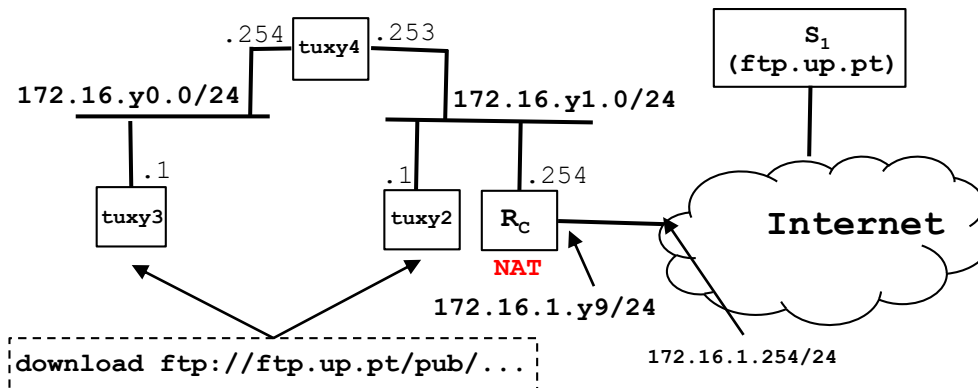 .254
tuxy4
.253
S1
(ftp.up.pt)
172.16.y0.0/24
172.16.y1.0/24
.1
.1
.254
tuxy3
tuxy2
RC
Internet
NAT
172.16.1.y9/24
172.16.1.254/24
download ftp://ftp.up.pt/pub/...